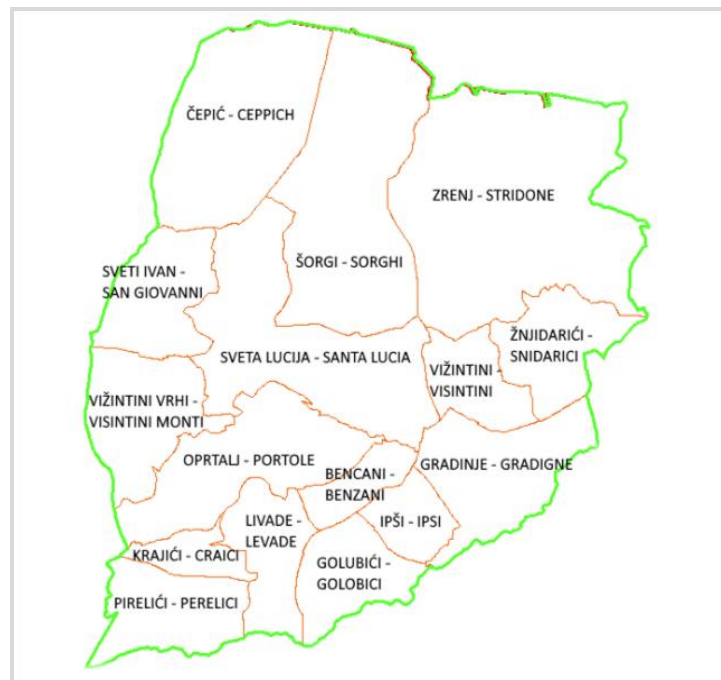 ČEPIĆ - CEPPICH
ZRENJ - STRIDONE
ŠORGI - SORGHI
SVETI IVAN -
SAN GIOVANNI
ŽNJIDARIĆI -
SNIDARICI
SVETA LUCIJA - SANTA LUCIA
VIŽINTINI -
VISINTINI
VIŽINTINI VRHI -
VISINTINI MONTI
OPRTALJ - PORTOLE
BENCANI -
BENZANI
GRADINJE - GRADIGNE
LIVADE -
LEVADE
IPŠI - IPSI
KRAJIĆI - CRAICI
GOLUBIĆI -
GOLOBICI
PIRELIĆI - PERELICI